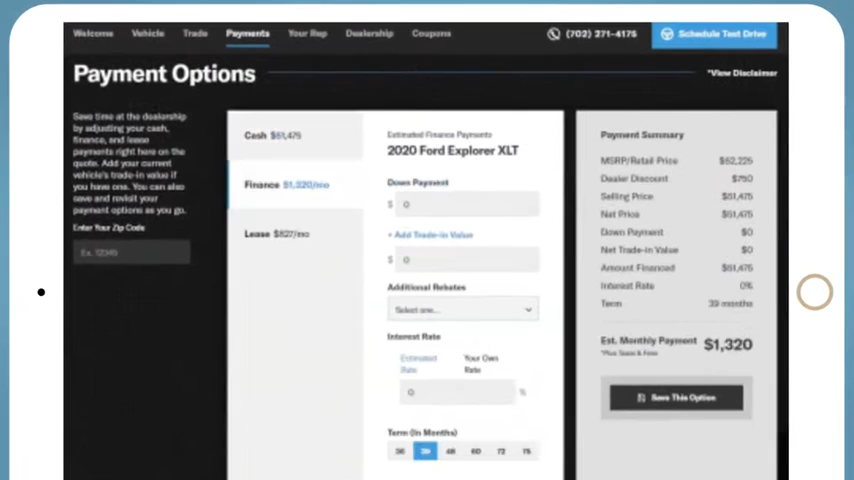 Welcome Vehicle Trade Payments Your Rep Dealership Coupons (702) 271-4175 Schedule Test Drive
Payment Options
*View Disclaimer
Save time at the dealership
by adjusting your cash,
finance, and lease
payments right here on the
quote. Add your current
vehicle's trade-in value if
you have one. You can also
save and revisit your
payment options as you go.
Enter Your Zip Code
Ex. 12345
Cash $51,475
Finance $1,320/mo
Lease $827/mo
Estimated Finance Payments
2020 Ford Explorer XLT
Down Payment
$ 0
+ Add Trade-in Value
$ 0
Additional Rebates
Select one...
Interest Rate
Estimated Rate
Your Own Rate
0 %
Term (In Months)
36 39 48 60 72 75
Payment Summary
MSRP/Retail Price $52,225
Dealer Discount $750
Selling Price $51,475
Net Price $51,475
Down Payment $0
Net Trade-in Value $0
Amount Financed $51,475
Interest Rate 0%
Term 39 months
Est. Monthly Payment $1,320
*Plus Taxes & Fees
Save This Option